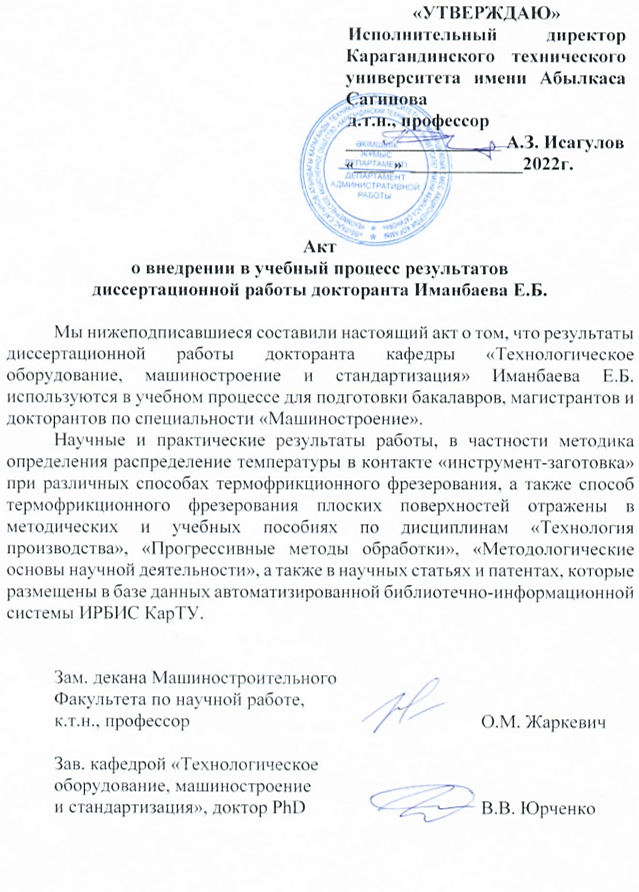 «УТВЕРЖДАЮ»
Исполнительный директор
Карагандинского технического
университета имени Абылкаса
Сагинова
д.т.н., профессор
А.З. Исагулов
«______»______________2022г.
ӘКІМШІЛІК
ЖҰМЫС
ДЕПАРТАМЕНТІ
ДЕПАРТАМЕНТ
АДМИНИСТРАТИВНОЙ
РАБОТЫ
Акт
о внедрении в учебный процесс результатов
диссертационной работы докторанта Иманбаева Е.Б.
Мы нижеподписавшиеся составили настоящий акт о том, что результаты
диссертационной работы докторанта кафедры «Технологическое
оборудование, машиностроение и стандартизация» Иманбаева Е.Б.
используются в учебном процессе для подготовки бакалавров, магистрантов и
докторантов по специальности «Машиностроение».
Научные и практические результаты работы, в частности методика
определения распределение температуры в контакте «инструмент-заготовка»
при различных способах термофрикционного фрезерования, а также способ
термофрикционного фрезерования плоских поверхностей отражены в
методических и учебных пособиях по дисциплинам «Технология
производства», «Прогрессивные методы обработки», «Методологические
основы научной деятельности», а также в научных статьях и патентах, которые
размещены в базе данных автоматизированной библиотечно-информационной
системы ИРБИС КарТУ.
Зам. декана Машиностроительного
Факультета по научной работе,
к.т.н., профессор О.М. Жаркевич
Зав. кафедрой «Технологическое
оборудование, машиностроение
и стандартизация», доктор PhD В.В. Юрченко